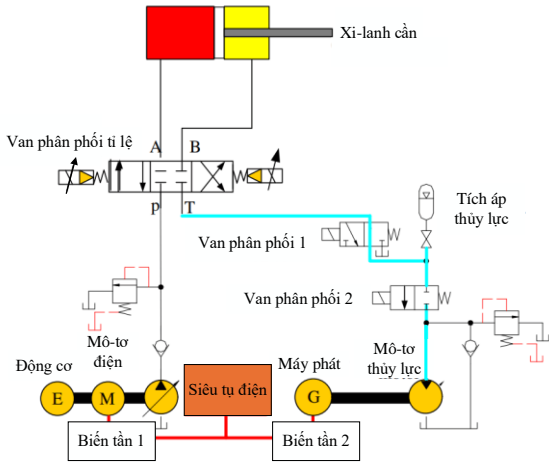 Xi-lanh cần
Van phân phối tỉ lệ
A
B
P
T
Van phân phối 1
Tích áp
thủy lực
Van phân phối 2
Mô-tơ
điện
Động cơ
Siêu tụ điện
Máy phát
Mô-tơ
thủy lực
E
M
G
Biến tần 1
Biến tần 2